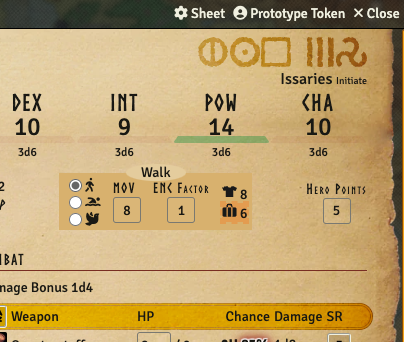 Sheet Prototype Token Close
Issaries Initiate
DEX INT POW CHA
10 9 14 10
3d6 3d6 3d6 3d6
Walk
MOV ENC Factor 8 Hero Points
8 1 6 5
mage Bonus 1d4
Weapon HP Chance Damage SR